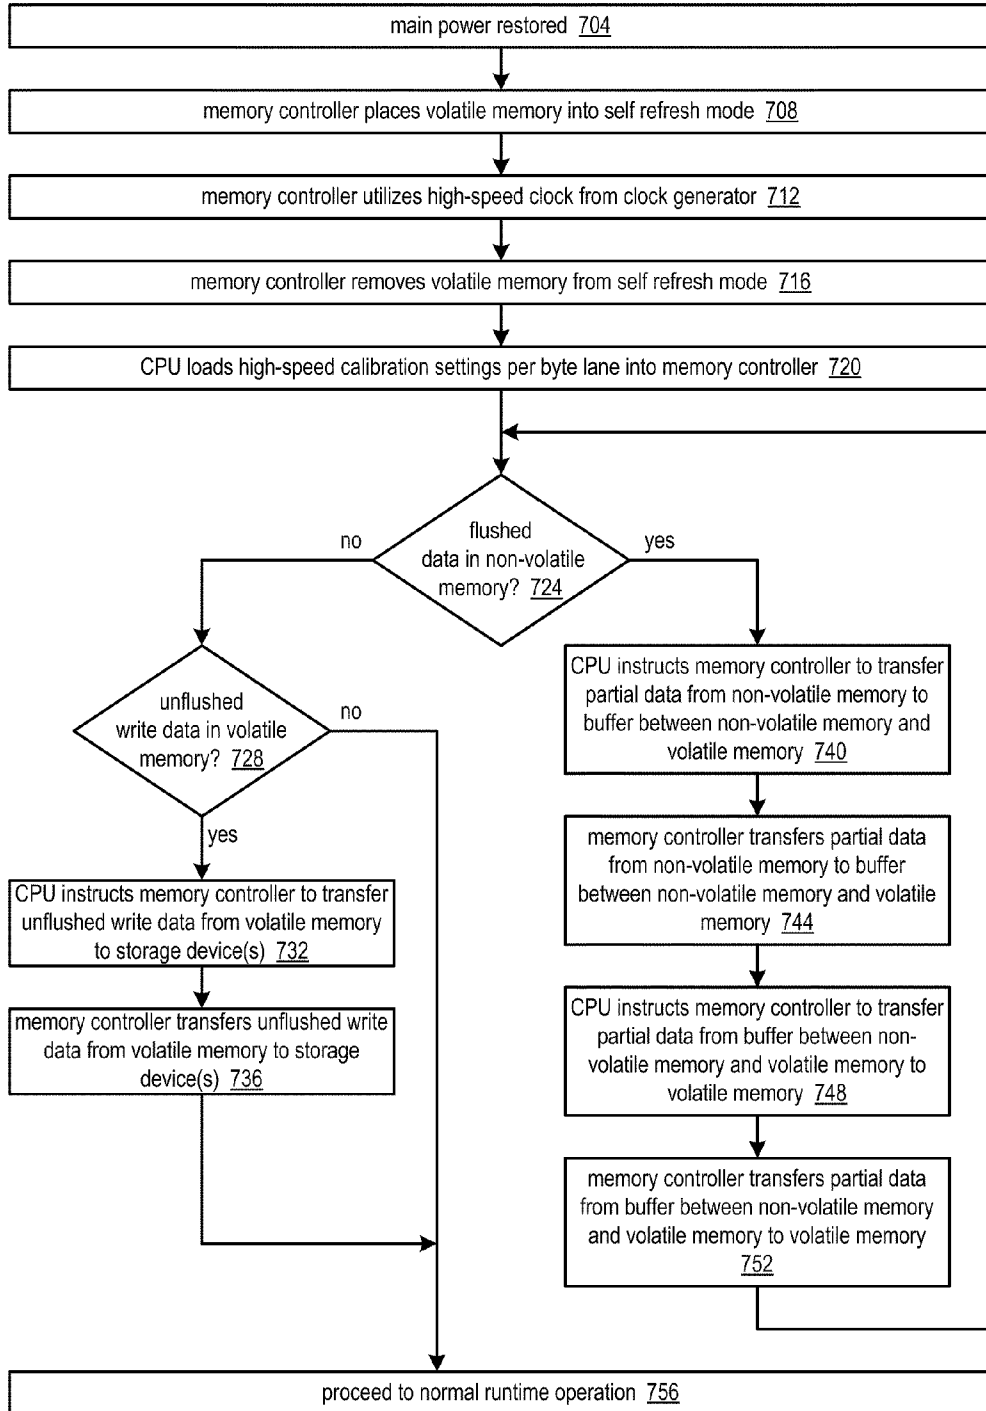 main power restored 704
memory controller places volatile memory into self refresh mode 708
memory controller utilizes high-speed clock from clock generator 712
memory controller removes volatile memory from self refresh mode 716
CPU loads high-speed calibration settings per byte lane into memory controller 720
flushed
data in non-volatile
memory? 724
no
yes
unflushed
write data in volatile
memory? 728
no
yes
CPU instructs memory controller to transfer
unflushed write data from volatile memory
to storage device(s) 732
memory controller transfers unflushed write
data from volatile memory to storage
device(s) 736
CPU instructs memory controller to transfer
partial data from non-volatile memory to
buffer between non-volatile memory and
volatile memory 740
memory controller transfers partial data
from non-volatile memory to buffer
between non-volatile memory and volatile
memory 744
CPU instructs memory controller to transfer
partial data from buffer between non-
volatile memory and volatile memory to
volatile memory 748
memory controller transfers partial data
from buffer between non-volatile memory
and volatile memory to volatile memory
752
proceed to normal runtime operation 756